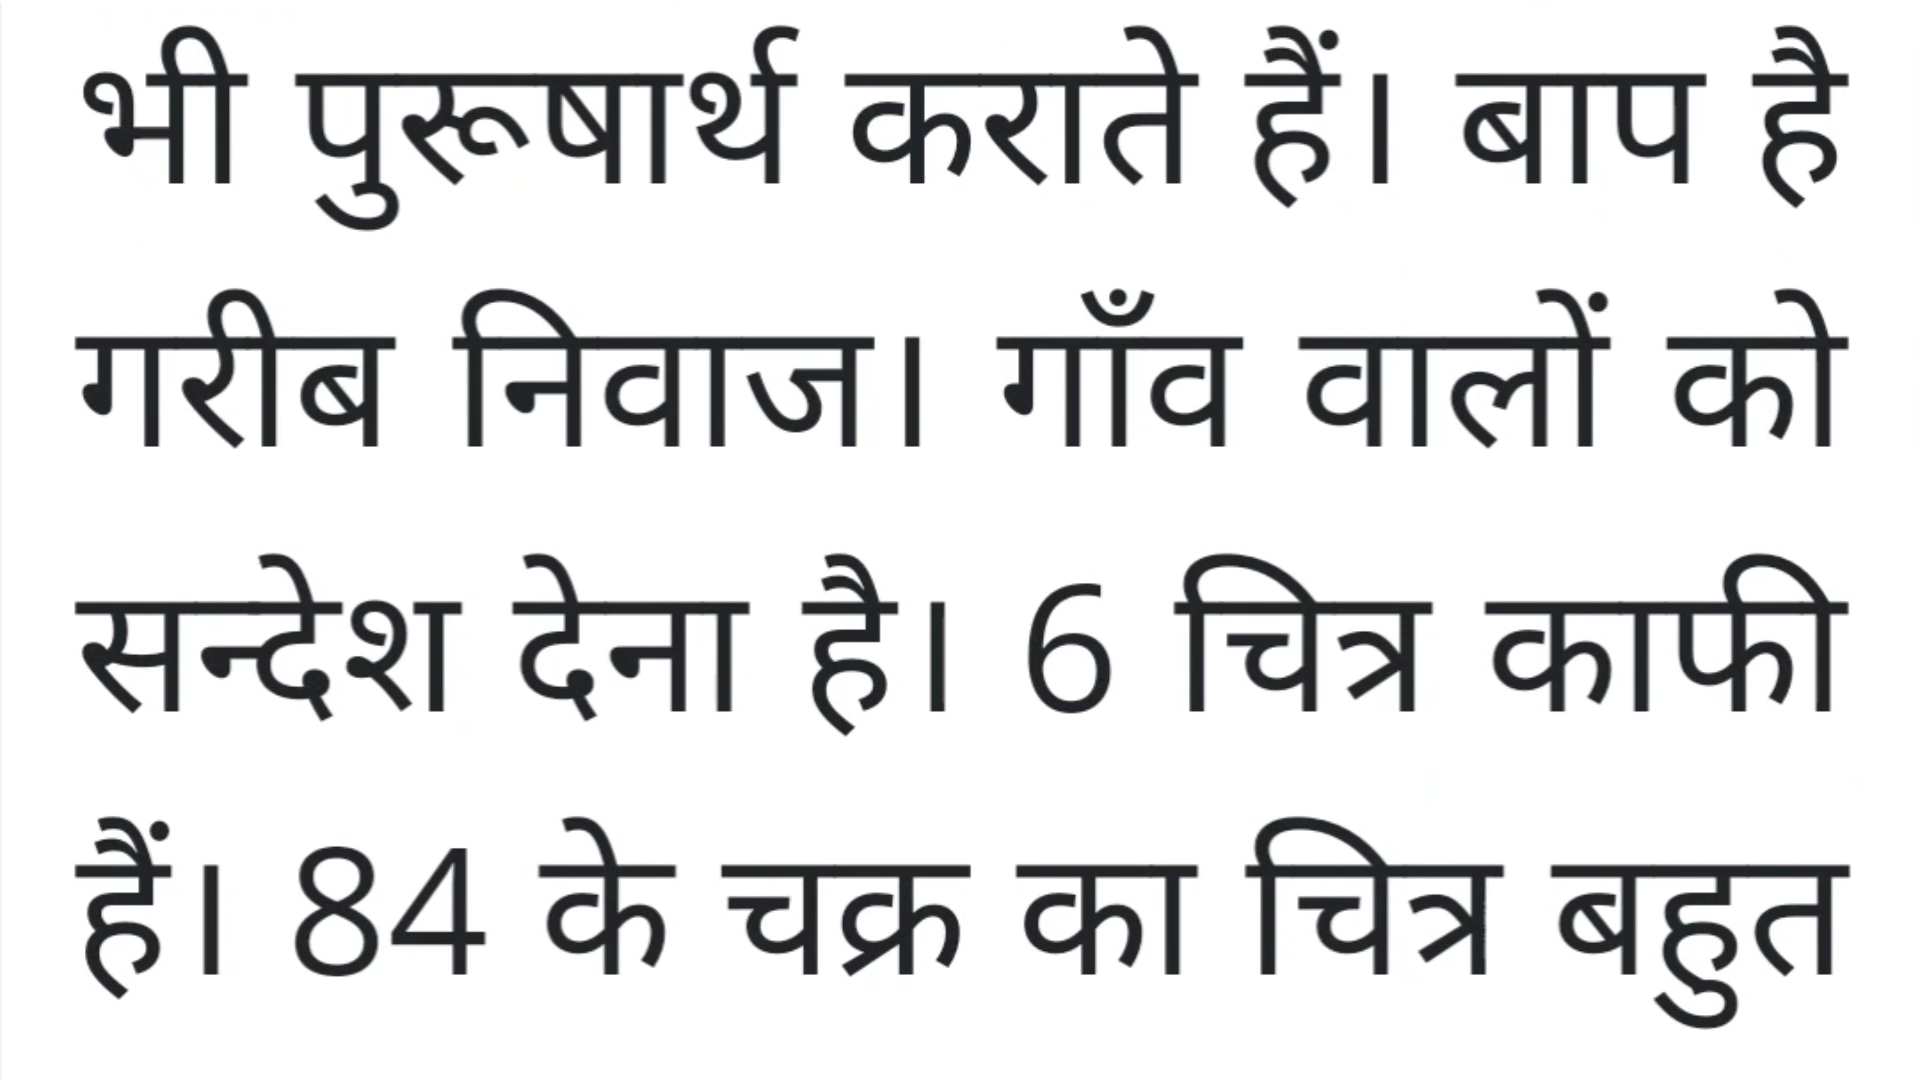 भी पुरूषार्थ कराते हैं। बाप है
गरीब निवाज। गाँव वालों को
सन्देश देना है। 6 चित्र काफी
हैं। 84 के चक्र का चित्र बहुत